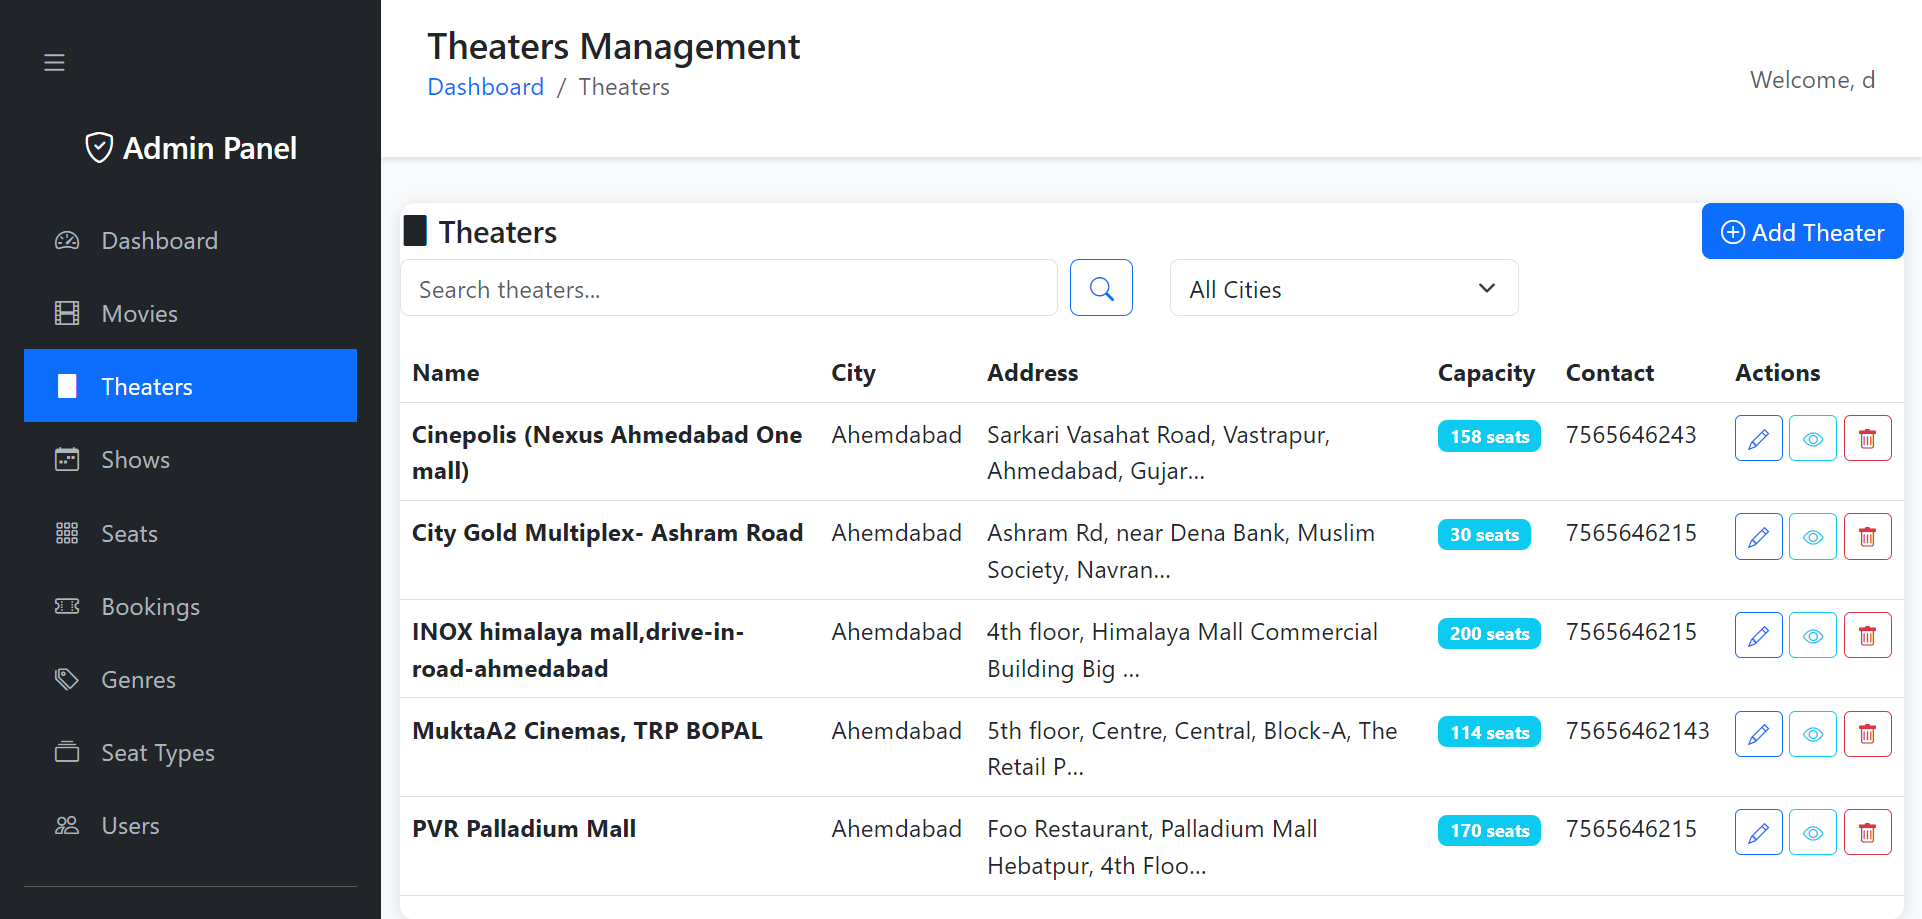 Admin Panel
Dashboard
Movies
Theaters
Shows
Seats
Bookings
Genres
Seat Types
Users
Theaters Management
Dashboard / Theaters
Welcome, d
Theaters
Add Theater
Search theaters...
All Cities
Name City Address Capacity Contact Actions
Cinepolis (Nexus Ahmedabad One Ahemdabad Sarkari Vasahat Road, Vastrapur, 158 seats 7565646243
mall) Ahmedabad, Gujar...
City Gold Multiplex- Ashram Road Ahemdabad Ashram Rd, near Dena Bank, Muslim 30 seats 7565646215
Society, Navran...
INOX himalaya mall,drive-in- Ahemdabad 4th floor, Himalaya Mall Commercial 200 seats 7565646215
road-ahmedabad Building Big ...
MuktaA2 Cinemas, TRP BOPAL Ahemdabad 5th floor, Centre, Central, Block-A, The 114 seats 75656462143
Retail P...
PVR Palladium Mall Ahemdabad Foo Restaurant, Palladium Mall 170 seats 7565646215
Hebatpur, 4th Floo...